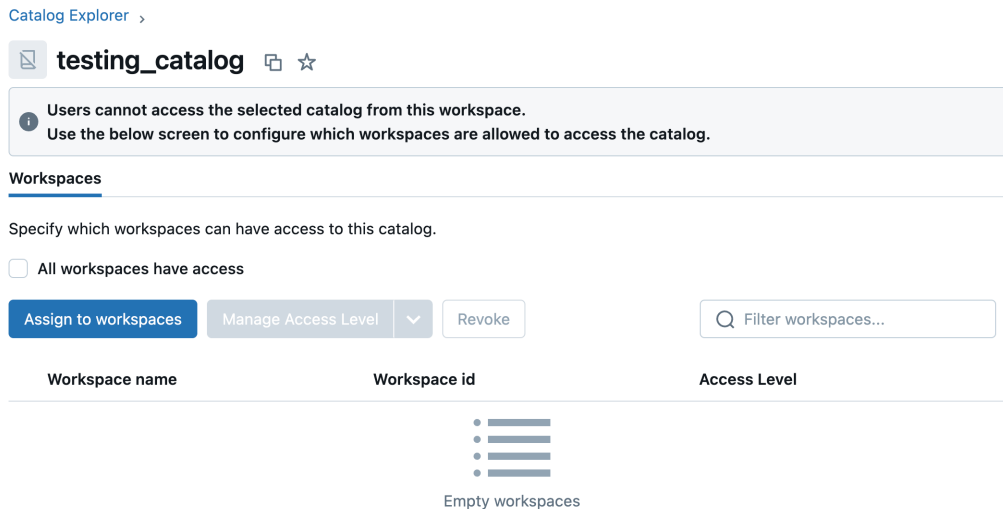 Catalog Explorer >
testing_catalog
Users cannot access the selected catalog from this workspace.
Use the below screen to configure which workspaces are allowed to access the catalog.
Workspaces
Specify which workspaces can have access to this catalog.
All workspaces have access
Assign to workspaces Manage Access Level Revoke Filter workspaces...
Workspace name Workspace id Access Level
Empty workspaces